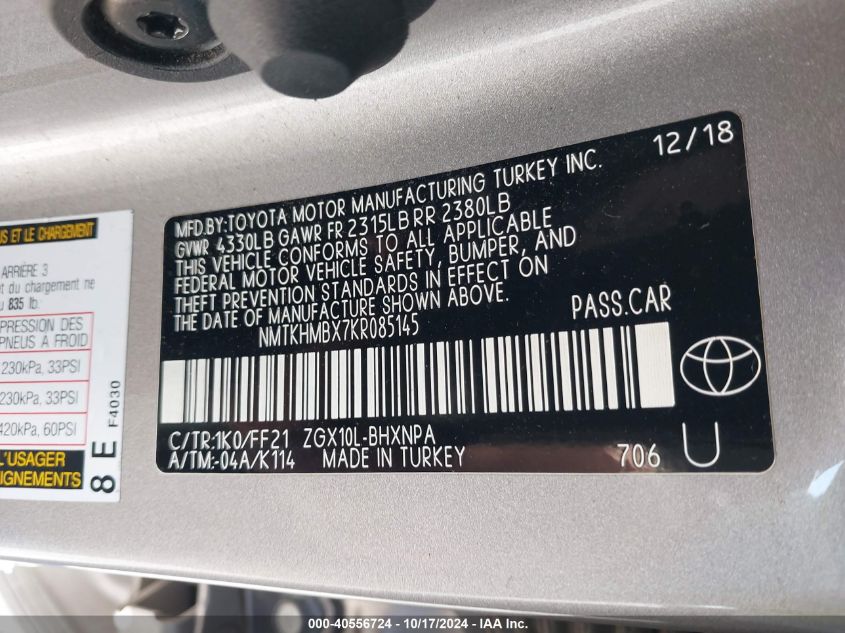 12/18
MFD.BY:TOYOTA MOTOR MANUFACTURING TURKEY INC.
GVWR 4330LB GAWR FR 2315LB RR 2380LB
THIS VEHICLE CONFORMS TO ALL APPLICABLE
FEDERAL MOTOR VEHICLE SAFETY, BUMPER, AND
THEFT PREVENTION STANDARDS IN EFFECT ON
THE DATE OF MANUFACTURE SHOWN ABOVE.
NMTKHMBX7KR085145 PASS.CAR
C/TR:1K0/FF21 ZGX10L-BHXNPA
A/TM:-04A/K114 MADE IN TURKEY 706 U
ET LE CHARGEMENT
ARRIÈRE 3
du chargement ne
835 lb.
PRESSION DES
PNEUS À FROID
230kPa, 33PSI
230kPa, 33PSI
420kPa, 60PSI
L'USAGER
8 E F4030
000-40556724 - 10/17/2024 - IAA Inc.